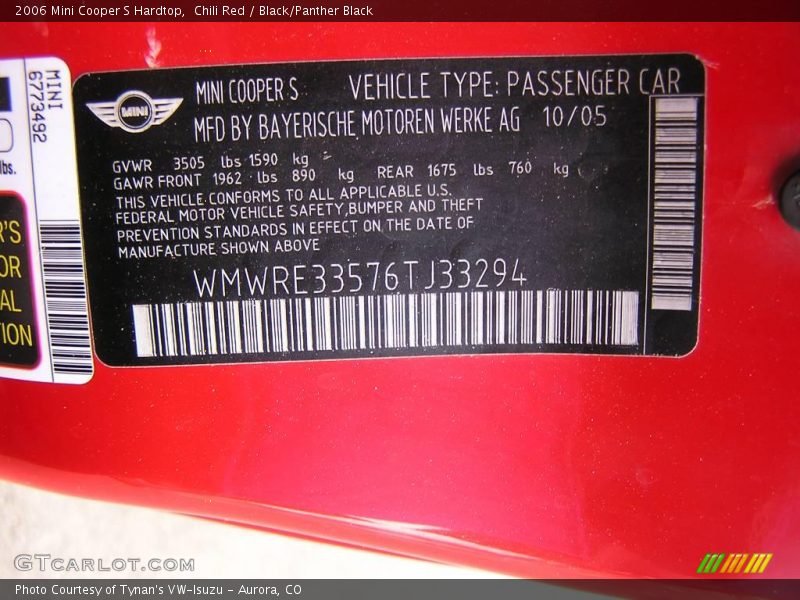 2006 Mini Cooper S Hardtop,  Chili Red / Black/Panther Black
MINI
6773492
lbs.
R'S
OR
AL
TION
MINI
MINI COOPER S VEHICLE TYPE: PASSENGER CAR
MFD BY BAYERISCHE MOTOREN WERKE AG 10/05
GVWR 3505 lbs 1590 kg
GAWR FRONT 1962 lbs 890 kg REAR 1675 lbs 760 kg
THIS VEHICLE CONFORMS TO ALL APPLICABLE U.S.
FEDERAL MOTOR VEHICLE SAFETY,BUMPER AND THEFT
PREVENTION STANDARDS IN EFFECT ON THE DATE OF
MANUFACTURE SHOWN ABOVE
WMWRE33576TJ33294
GTCARLOT.COM
Photo Courtesy of Tynan's VW-Isuzu - Aurora, CO